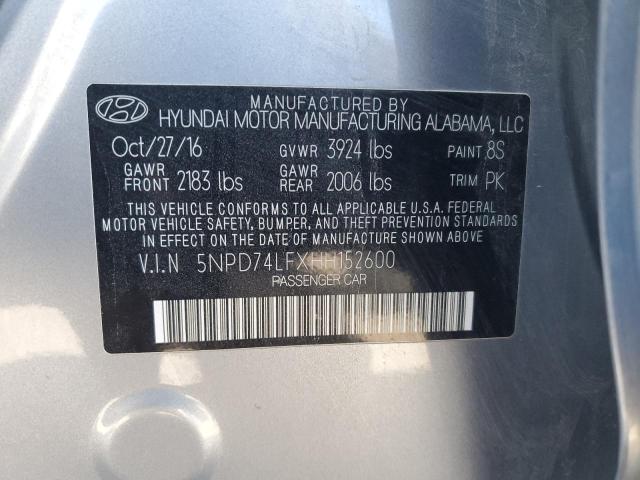 MANUFACTURED BY
HYUNDAI MOTOR MANUFACTURING ALABAMA, LLC
Oct/27/16 GVWR 3924 lbs PAINT 8S
GAWR FRONT 2183 lbs GAWR REAR 2006 lbs TRIM PK
THIS VEHICLE CONFORMS TO ALL APPLICABLE U.S.A. FEDERAL
MOTOR VEHICLE SAFETY, BUMPER, AND THEFT PREVENTION STANDARDS
IN EFFECT ON THE DATE OF MANUFACTURE SHOWN ABOVE.
V.I.N 5NPD74LFXHH152600
PASSENGER CAR